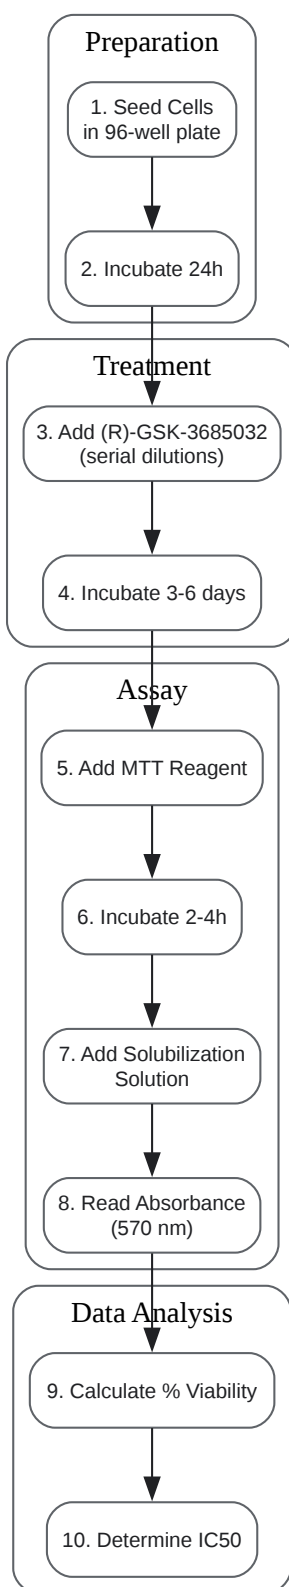 Preparation
1. Seed Cells
in 96-well plate
2. Incubate 24h
Treatment
3. Add (R)-GSK-3685032
(serial dilutions)
4. Incubate 3-6 days
Assay
5. Add MTT Reagent
6. Incubate 2-4h
7. Add Solubilization
Solution
8. Read Absorbance
(570 nm)
Data Analysis
9. Calculate % Viability
10. Determine IC50